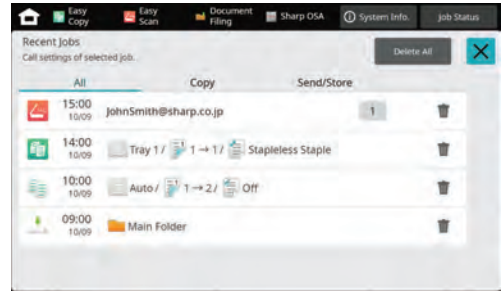 Easy Copy
Easy Scan
Document Filing
Sharp OSA
System Info.
Job Status
Recent Jobs
Call settings of selected job.
Delete All
All Copy Send/Store
15:00 10/09 JohnSmith@sharp.co.jp 1
14:00 10/09 Tray 1 / 1→1 / Stapleless Staple
10:00 10/09 Auto / 1→2 / Off
09:00 10/09 Main Folder